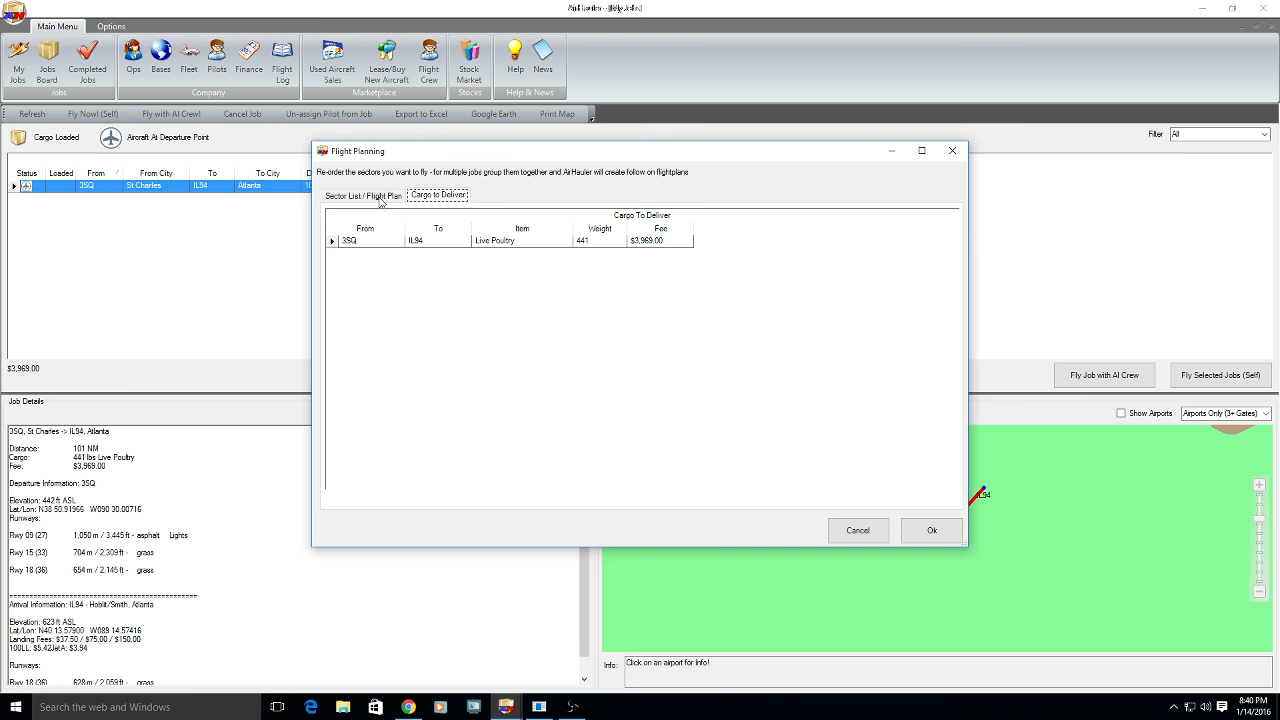 Main Menu Options
My Jobs
Jobs Board
Completed Jobs
Ops
Bases
Fleet
Pilots
Finance
Flight Log
Used Aircraft Sales
Lease/Buy New Aircraft
Flight Crew
Stock Market
Help
News
Jobs
Company
Marketplace
Stocks
Help & News
Refresh Fly Now! (Self) Fly with AI Crew! Cancel Job Un-assign Pilot from Job Export to Excel Google Earth Print Map
Cargo Loaded Aircraft At Departure Point Filter All
Status Loaded From From City To To City
3SQ St Charles IL94 Atlanta
$3,969.00
Fly Job with AI Crew Fly Selected Jobs (Self)
Flight Planning
Re-order the sectors you want to fly - for multiple jobs group them together and AirHauler will create follow on flightplans
Sector List / Flight Plan Cargo to Deliver
Cargo To Deliver
From To Item Weight Fee
3SQ IL94 Live Poultry 441 $3,969.00
Cancel Ok
Job Details
Show Airports Airports Only (3+ Gates)
3SQ, St Charles -> IL94, Atlanta
Distance: 101 NM
Cargo: 441 lbs Live Poultry
Fee: $3,969.00
Departure Information: 3SQ
Elevation: 442 ft ASL
Lat/Lon: N38 50.91966 W090 30.00716
Runways:
Rwy 09 (27) 1,050 m / 3,445 ft - asphalt Lights
Rwy 15 (33) 704 m / 2,309 ft - grass
Rwy 18 (36) 654 m / 2,145 ft - grass
==========================================
Arrival Information: IL94 - Hoblit/Smith, Atlanta
Elevation: 623 ft ASL
Lat/Lon: N40 13.57900 W089 14.57416
Landing Fees: $37.50 / $75.00 / $150.00
100LL: $5.42JetA: $3.94
Runways:
Rwy 18 (36) 628 m / 2,059 ft - grass
IL94
Info: Click on an airport for Info!
Search the web and Windows
8:40 PM
1/14/2016